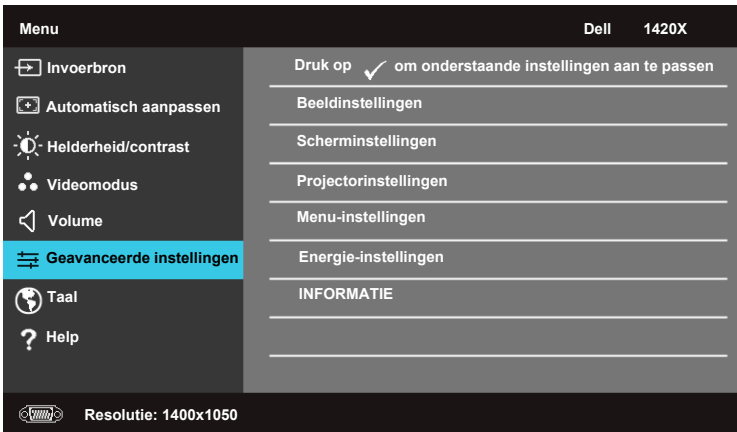 Menu Dell 1420X
Invoerbron
Automatisch aanpassen
Helderheid/contrast
Videomodus
Volume
Geavanceerde instellingen
Taal
Help
Druk op ✓ om onderstaande instellingen aan te passen
Beeldinstellingen
Scherminstellingen
Projectorinstellingen
Menu-instellingen
Energie-instellingen
INFORMATIE
Resolutie: 1400x1050